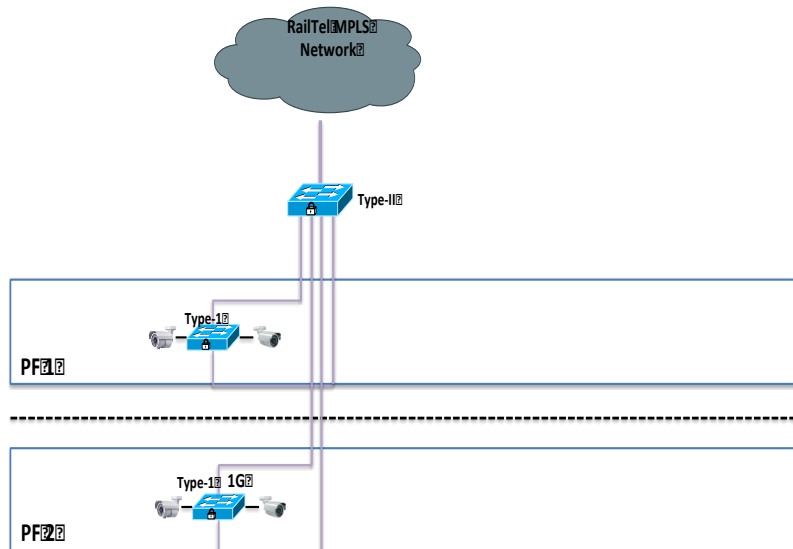 RailTel MPLS
Network
Type-II
Type-1
PF 1
Type-1 1G
PF 2